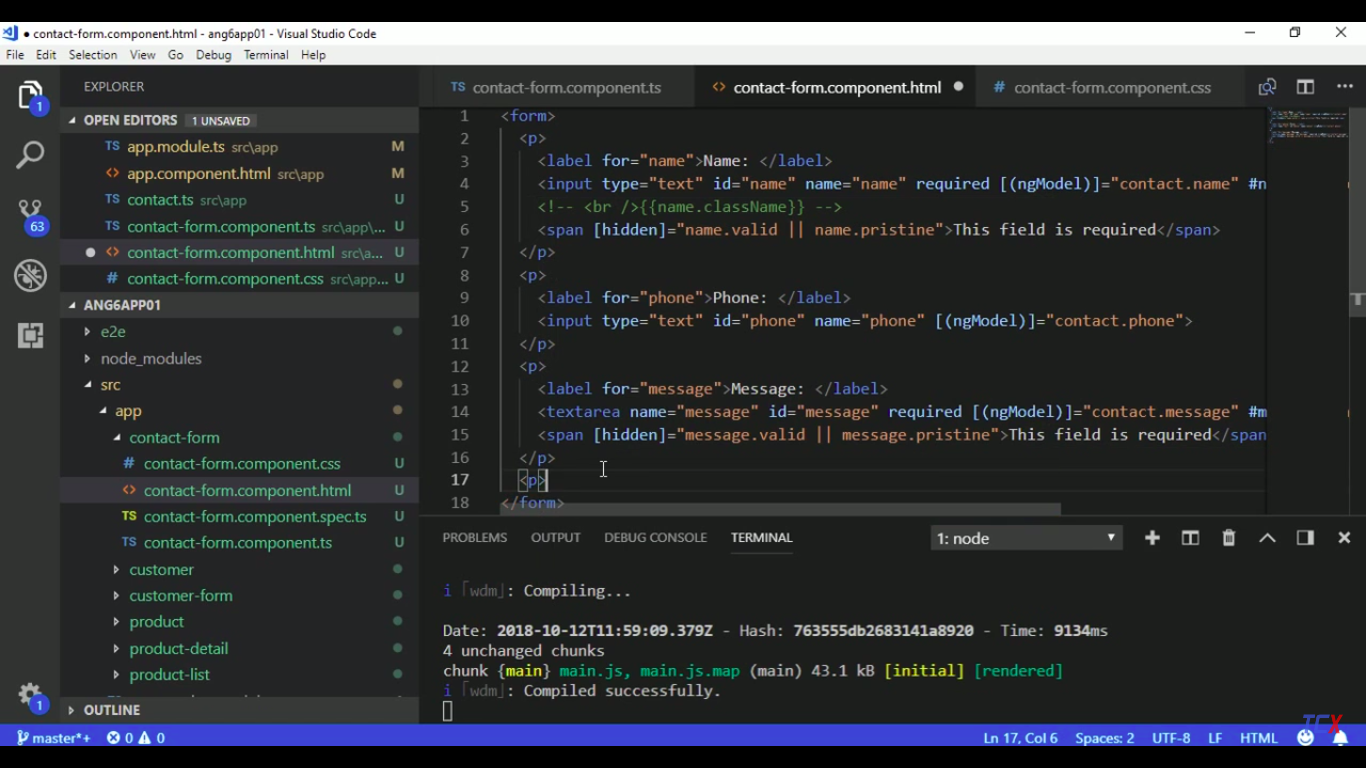 contact-form.component.html - ang6app01 - Visual Studio Code
File Edit Selection View Go Debug Terminal Help
EXPLORER
OPEN EDITORS 1 UNSAVED
TS app.module.ts src\app M
<> app.component.html src\app M
TS contact.ts src\app U
TS contact-form.component.ts src\app\... U
<> contact-form.component.html src\a... U
# contact-form.component.css src\app... U
ANG6APP01
e2e
node_modules
src
app
contact-form
# contact-form.component.css U
<> contact-form.component.html U
TS contact-form.component.spec.ts U
TS contact-form.component.ts U
customer
customer-form
product
product-detail
product-list
OUTLINE
1
63
1
TS contact-form.component.ts <> contact-form.component.html # contact-form.component.css
1 <form>
2 <p>
3 <label for="name">Name: </label>
4 <input type="text" id="name" name="name" required [(ngModel)]="contact.name" #n
5 <!-- <br />{{name.className}} -->
6 <span [hidden]="name.valid || name.pristine">This field is required</span>
7 </p>
8 <p>
9 <label for="phone">Phone: </label>
10 <input type="text" id="phone" name="phone" [(ngModel)]="contact.phone">
11 </p>
12 <p>
13 <label for="message">Message: </label>
14 <textarea name="message" id="message" required [(ngModel)]="contact.message" #m
15 <span [hidden]="message.valid || message.pristine">This field is required</span
16 </p>
17 <p>
18 </form>
PROBLEMS OUTPUT DEBUG CONSOLE TERMINAL 1: node
i ｢wdm｣: Compiling...
Date: 2018-10-12T11:59:09.379Z - Hash: 763555db2683141a8920 - Time: 9134ms
4 unchanged chunks
chunk {main} main.js, main.js.map (main) 43.1 kB [initial] [rendered]
i ｢wdm｣: Compiled successfully.
TCX
master*+ 0 0 Ln 17, Col 6 Spaces: 2 UTF-8 LF HTML